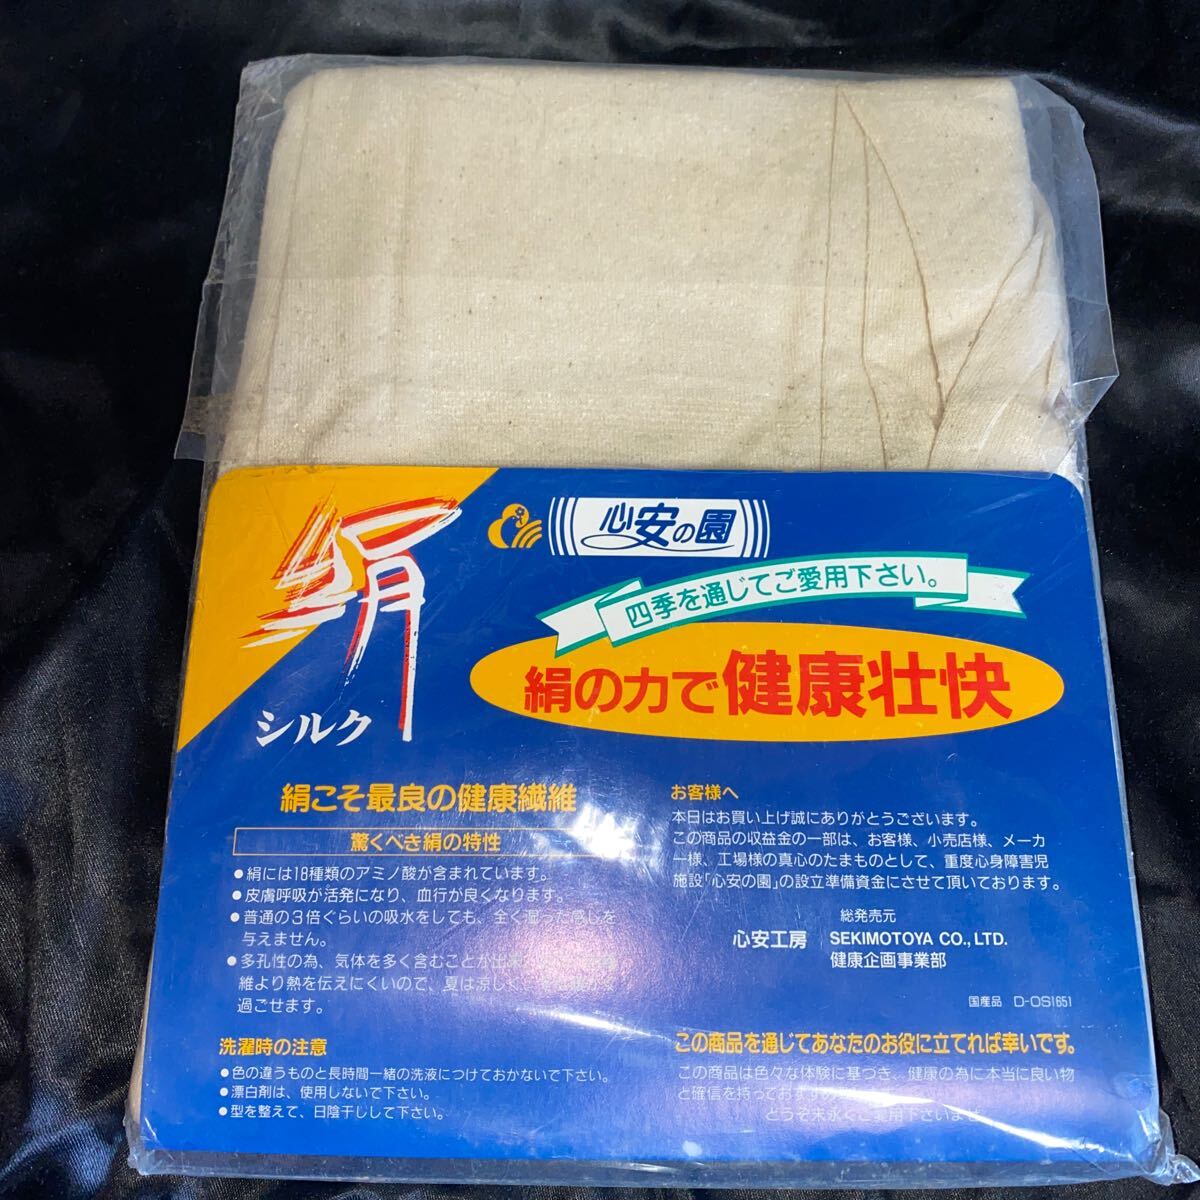 絹
シルク
心安の園
四季を通じてご愛用下さい。
絹の力で健康壮快
絹こそ最良の健康繊維
驚くべき絹の特性
●絹には18種類のアミノ酸が含まれています。
●皮膚呼吸が活発になり、血行が良くなります。
●普通の3倍ぐらいの吸水をしても、全く湿った感じを
与えません。
●多孔性の為、気体を多く含むことが出来
維より熱を伝えにくいので、夏は涼しく、
過ごせます。
洗濯時の注意
●色の違うものと長時間一緒の洗液につけておかないで下さい。
●漂白剤は、使用しないで下さい。
●型を整えて、日陰干しして下さい。
お客様へ
本日はお買い上げ誠にありがとうございます。
この商品の収益金の一部は、お客様、小売店様、メーカ
ー様、工場様の真心のたまものとして、重度心身障害児
施設「心安の園」の設立準備資金にさせて頂いております。
総発売元
心安工房 SEKIMOTOYA CO., LTD.
健康企画事業部
国産品 D-OS1651
この商品を通じてあなたのお役に立てれば幸いです。
この商品は色々な体験に基づき、健康の為に本当に良い物
と確信を持っておすすめ
どうぞ末永くご愛用下さいませ